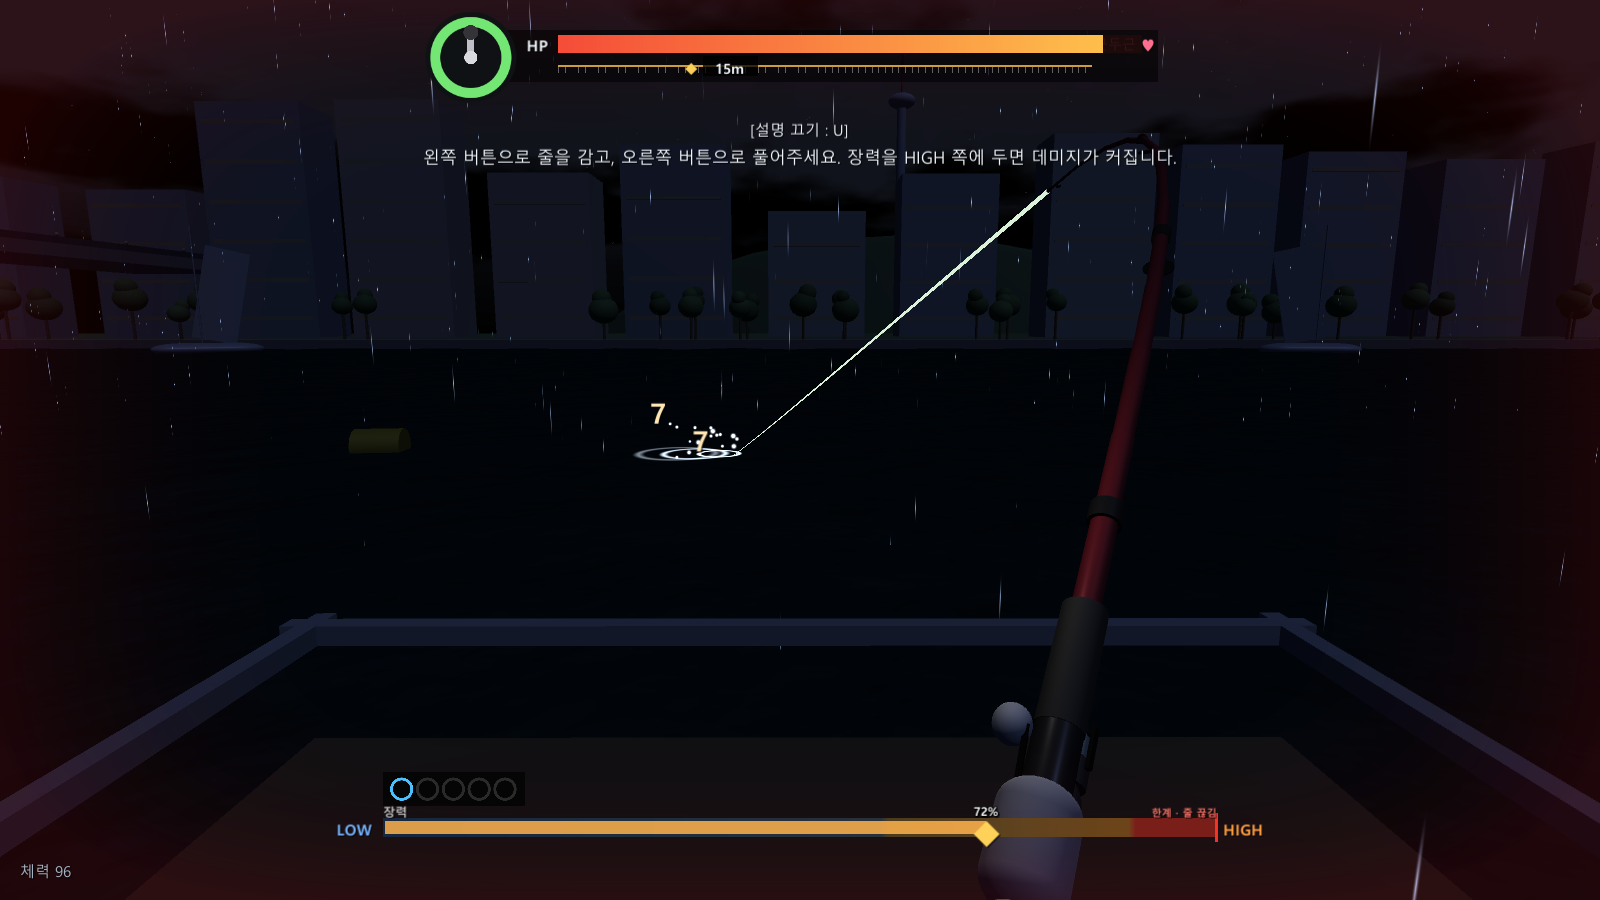 HP 두근 ♥
15m
[설명 끄기 : U]
왼쪽 버튼으로 줄을 감고, 오른쪽 버튼으로 풀어주세요. 장력을 HIGH 쪽에 두면 데미지가 커집니다.
7
7
장력 72% 한계 · 줄 끊김
LOW HIGH
체력 96